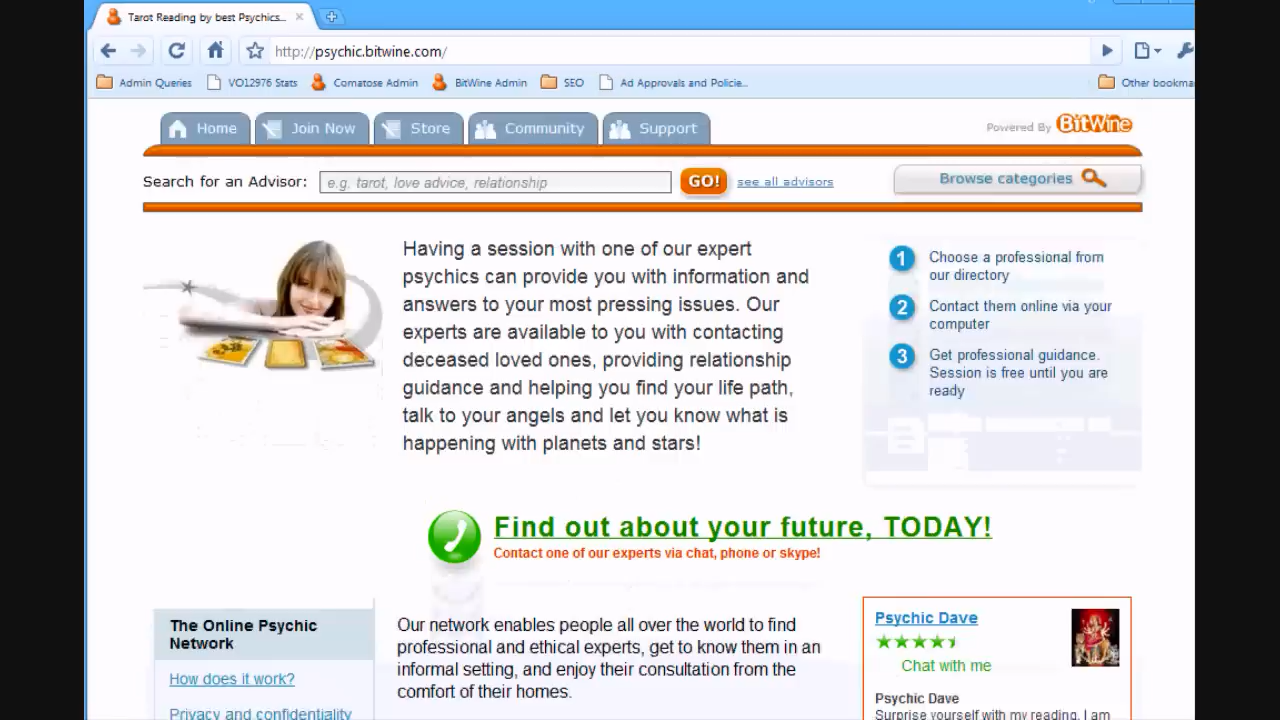 Tarot Reading by best Psychics...
http://psychic.bitwine.com/
Admin Queries VO12976 Stats Comatose Admin BitWine Admin SEO Ad Approvals and Policie... Other bookma
Home Join Now Store Community Support
Powered By BitWine
Search for an Advisor: e.g. tarot, love advice, relationship GO! see all advisors Browse categories
Having a session with one of our expert
psychics can provide you with information and
answers to your most pressing issues. Our
experts are available to you with contacting
deceased loved ones, providing relationship
guidance and helping you find your life path,
talk to your angels and let you know what is
happening with planets and stars!
1 Choose a professional from
our directory
2 Contact them online via your
computer
3 Get professional guidance.
Session is free until you are
ready
Find out about your future, TODAY!
Contact one of our experts via chat, phone or skype!
The Online Psychic
Network
How does it work?
Privacy and confidentiality
Our network enables people all over the world to find
professional and ethical experts, get to know them in an
informal setting, and enjoy their consultation from the
comfort of their homes.
Psychic Dave
Chat with me
Psychic Dave
Surprise yourself with my reading. I am